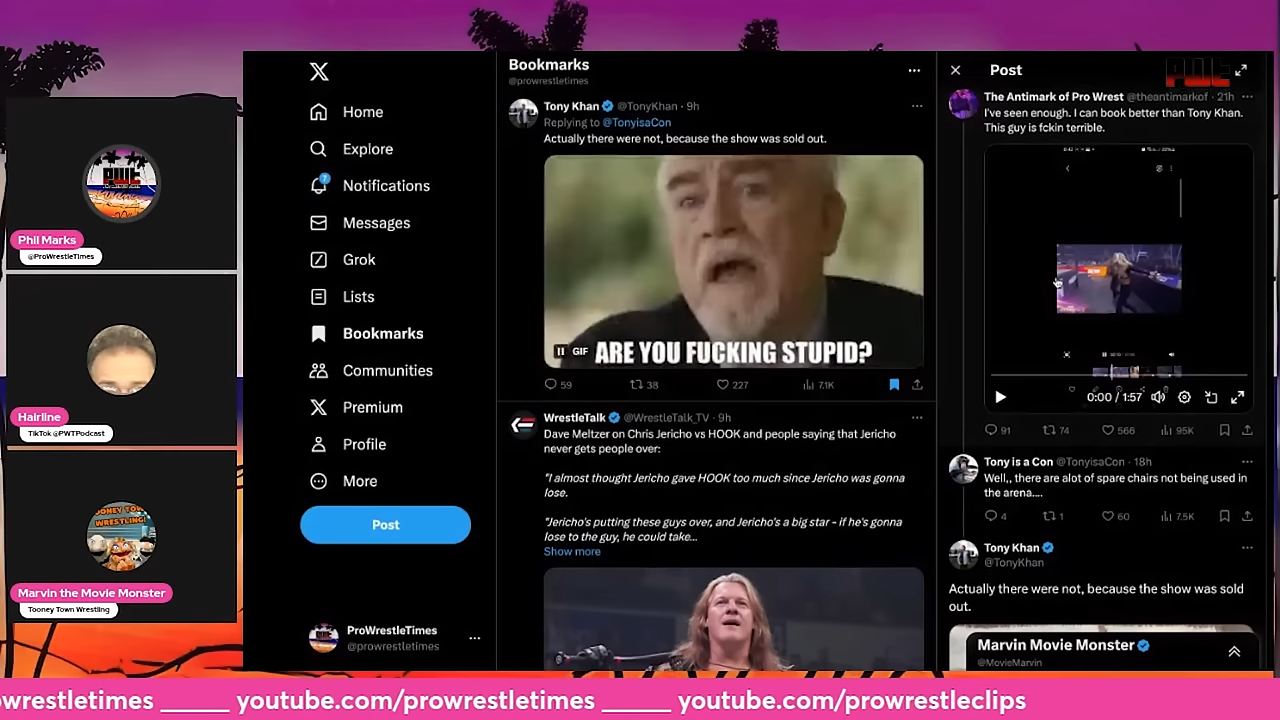 PWT
Phil Marks
@ProWrestleTimes
Hairline
TikTok @PWTPodcast
TOONEY TOWN
WRESTLING!
Marvin the Movie Monster
Tooney Town Wrestling
Home
Explore
7
Notifications
Messages
Grok
Lists
Bookmarks
Communities
Premium
Profile
More
Post
ProWrestleTimes
@prowrestletimes
Bookmarks
@prowrestletimes
Tony Khan @TonyKhan · 9h
Replying to @TonyisaCon
Actually there were not, because the show was sold out.
GIF ARE YOU FUCKING STUPID?
59 38 227 7.1K
WrestleTalk @WrestleTalk_TV · 9h
Dave Meltzer on Chris Jericho vs HOOK and people saying that Jericho
never gets people over:
"I almost thought Jericho gave HOOK too much since Jericho was gonna
lose.
"Jericho's putting these guys over, and Jericho's a big star - if he's gonna
lose to the guy, he could take...
Show more
Post
PWT
The Antimark of Pro Wrest @theantimarkof · 21h
I've seen enough. I can book better than Tony Khan.
This guy is fckin terrible.
0:00 / 1:57
91 74 566 95K
Tony is a Con @TonyisaCon · 18h
Well,, there are alot of spare chairs not being used in
the arena....
4 1 60 7.5K
Tony Khan
@TonyKhan
Actually there were not, because the show was sold
out.
Marvin Movie Monster
@MovieMarvin
owrestletimes ______ youtube.com/prowrestletimes ______ youtube.com/prowrestleclips